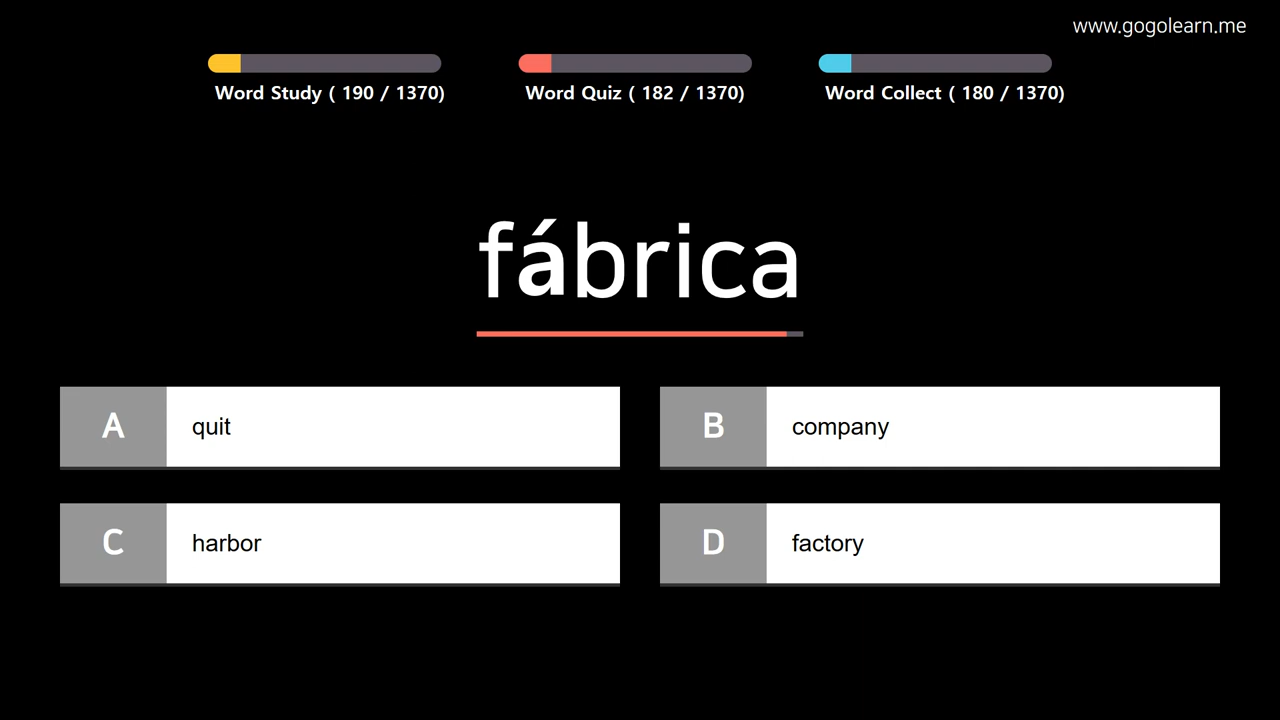 www.gogolearn.me
Word Study ( 190 / 1370)
Word Quiz ( 182 / 1370)
Word Collect ( 180 / 1370)
fábrica
A quit
B company
C harbor
D factory